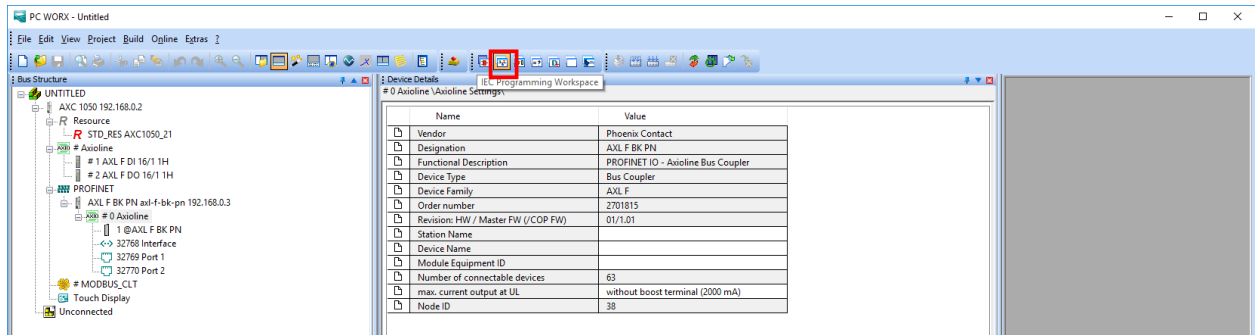 PC WORX - Untitled
File Edit View Project Build Online Extras ?
IEC Programming Workspace
Bus Structure
UNTITLED
AXC 1050 192.168.0.2
Resource
STD_RES AXC1050_21
# Axioline
# 1 AXL F DI 16/1 1H
# 2 AXL F DO 16/1 1H
PROFINET
AXL F BK PN axl-f-bk-pn 192.168.0.3
# 0 Axioline
1 @AXL F BK PN
32768 Interface
32769 Port 1
32770 Port 2
# MODBUS_CLT
Touch Display
Unconnected
Device Details
# 0 Axioline \Axioline Settings\
Name Value
Vendor Phoenix Contact
Designation AXL F BK PN
Functional Description PROFINET IO - Axioline Bus Coupler
Device Type Bus Coupler
Device Family AXL F
Order number 2701815
Revision: HW / Master FW (/COP FW) 01/1.01
Station Name
Device Name
Module Equipment ID
Number of connectable devices 63
max. current output at UL without boost terminal (2000 mA)
Node ID 38